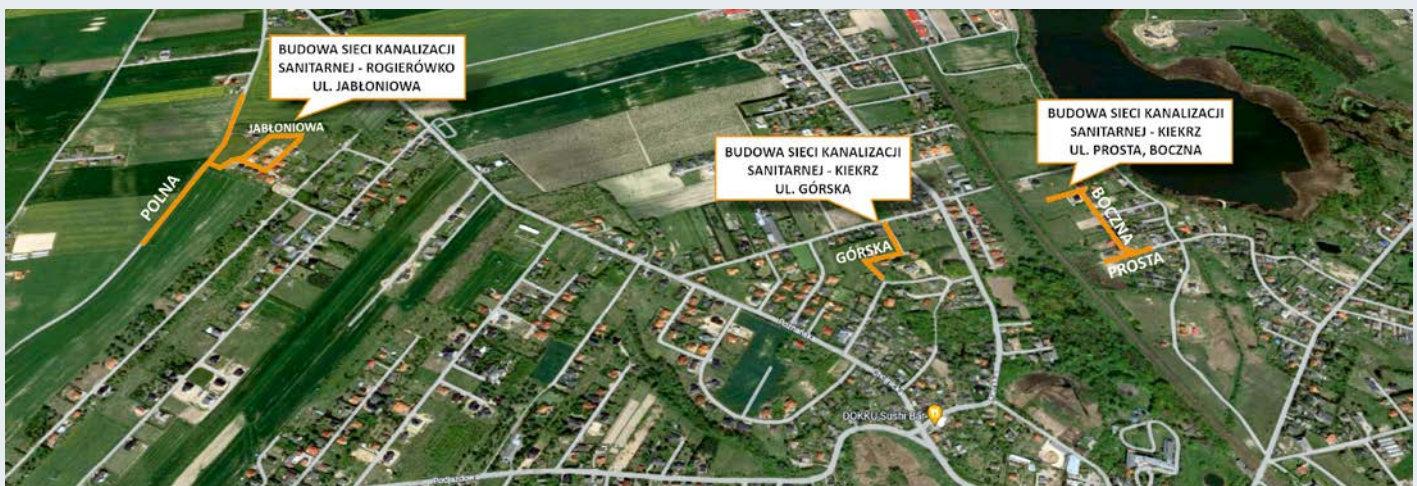 BUDOWA SIECI KANALIZACJI
SANITARNEJ - ROGIERÓWKO
UL. JABŁONIOWA
JABŁONIOWA
POLNA
BUDOWA SIECI KANALIZACJI
SANITARNEJ - KIEKRZ
UL. GÓRSKA
GÓRSKA
BUDOWA SIECI KANALIZACJI
SANITARNEJ - KIEKRZ
UL. PROSTA, BOCZNA
BOCZNA
PROSTA
Poznańska
DOKKU Sushi Bar